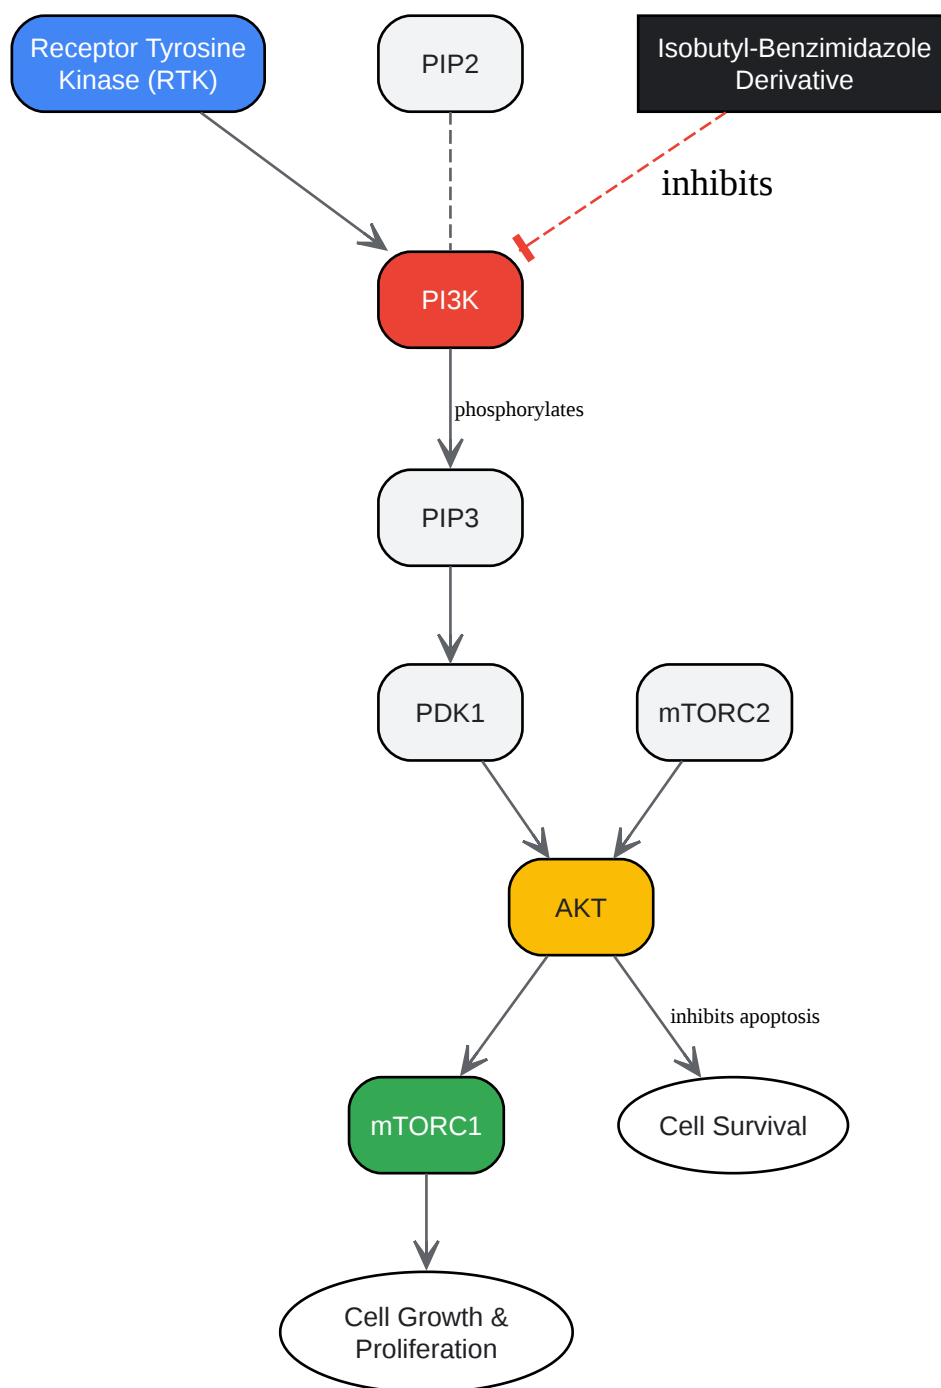 Receptor Tyrosine
Kinase (RTK)
PIP2
Isobutyl-Benzimidazole
Derivative
inhibits
PI3K
phosphorylates
PIP3
PDK1
mTORC2
AKT
inhibits apoptosis
mTORC1
Cell Survival
Cell Growth &
Proliferation